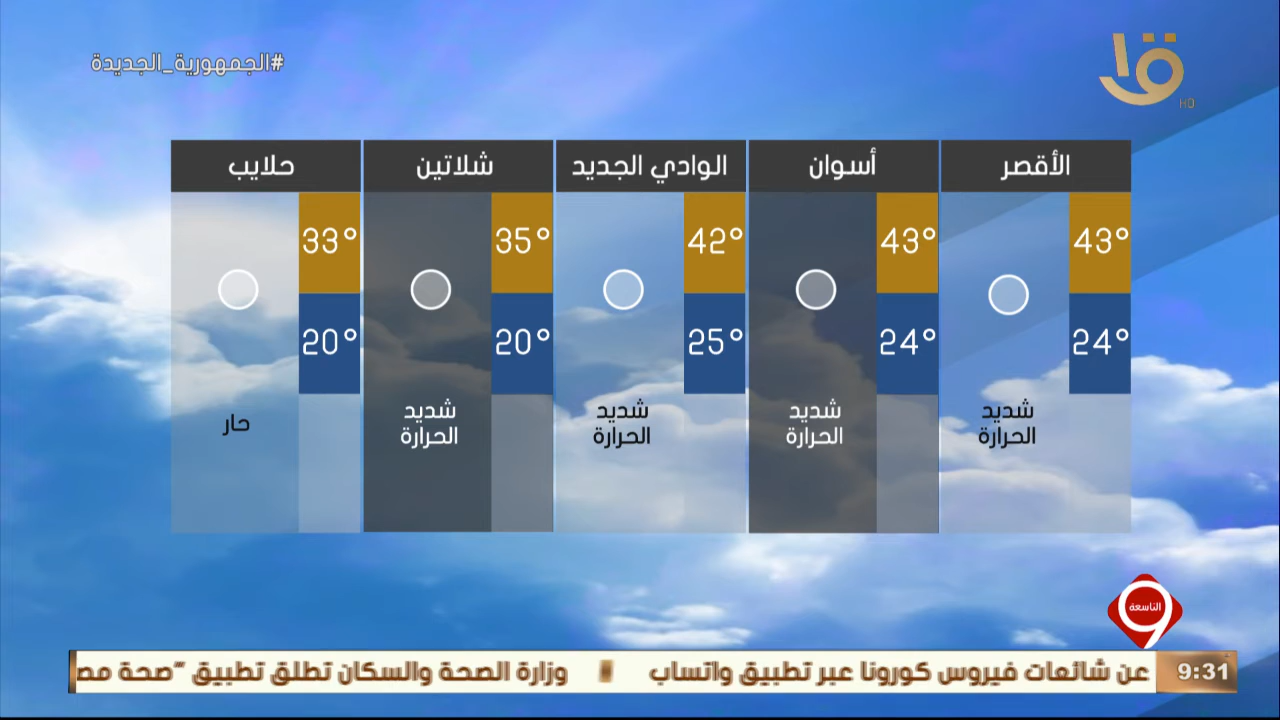 #الجمهورية_الجديدة
HD
الأقصر
43°
24°
شديد
الحرارة
أسوان
43°
24°
شديد
الحرارة
الوادي الجديد
42°
25°
شديد
الحرارة
شلاتين
35°
20°
شديد
الحرارة
حلايب
33°
20°
حار
التاسعة
9
9:31
عن شائعات فيروس كورونا عبر تطبيق واتساب
وزارة الصحة والسكان تطلق تطبيق "صحة مص